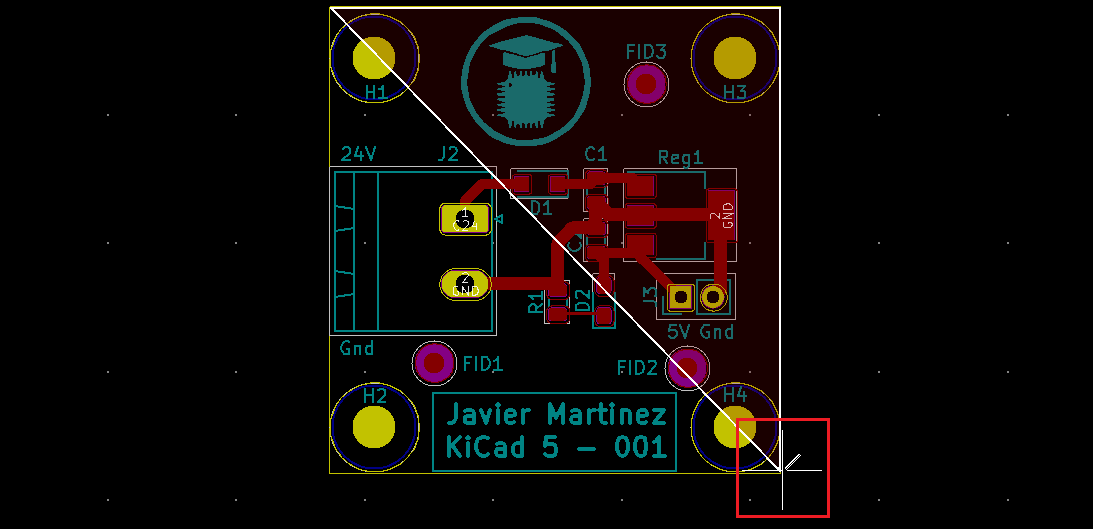 FID3
H1
H3
24V
J2
C1
Reg1
1
D1
2
GND
2
GND
R1
D2
J3
5V Gnd
Gnd
FID1
FID2
H2
H4
Javier Martinez
KiCad 5 - 001